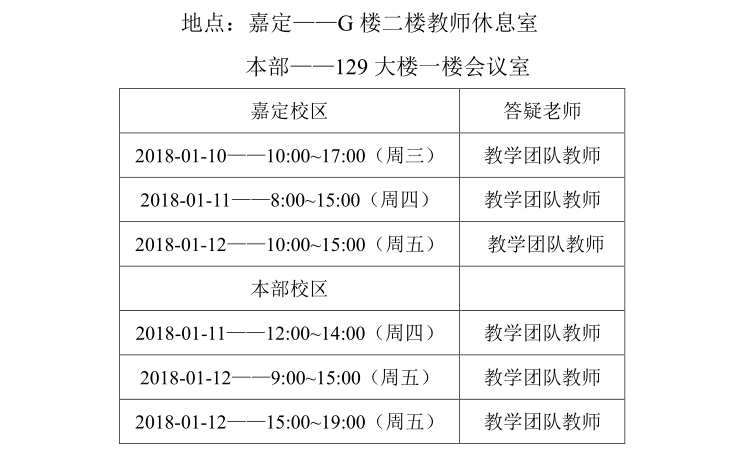 地点：嘉定——G 楼二楼教师休息室
本部——129 大楼一楼会议室
嘉定校区 答疑老师
2018-01-10——10:00~17:00（周三） 教学团队教师
2018-01-11——8:00~15:00（周四） 教学团队教师
2018-01-12——10:00~15:00（周五） 教学团队教师
本部校区
2018-01-11——12:00~14:00（周四） 教学团队教师
2018-01-12——9:00~15:00（周五） 教学团队教师
2018-01-12——15:00~19:00（周五） 教学团队教师